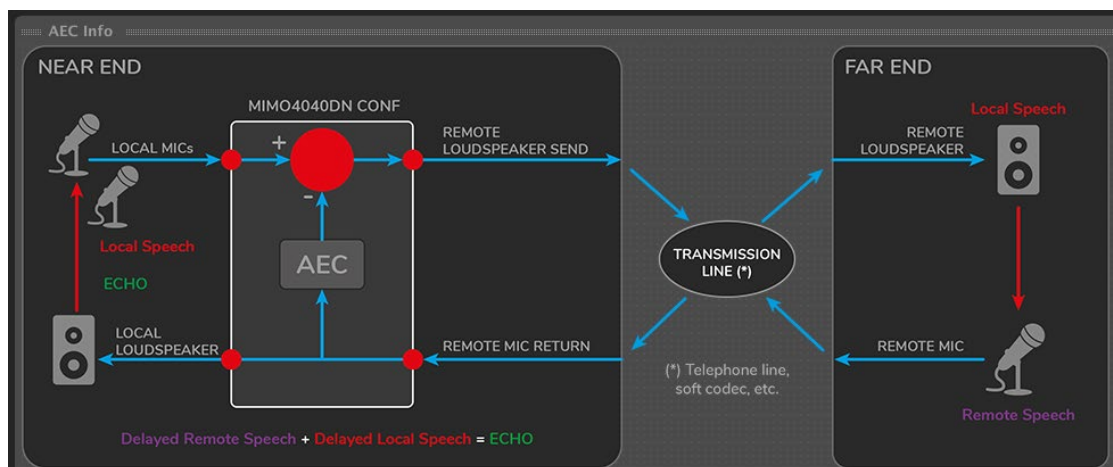 AEC Info
NEAR END
MIMO4040DN CONF
LOCAL MICs
+
-
AEC
Local Speech
ECHO
LOCAL
LOUDSPEAKER
REMOTE
LOUDSPEAKER SEND
REMOTE MIC RETURN
Delayed Remote Speech + Delayed Local Speech = ECHO
TRANSMISSION
LINE (*)
(*) Telephone line,
soft codec, etc.
FAR END
Local Speech
REMOTE
LOUDSPEAKER
REMOTE MIC
Remote Speech